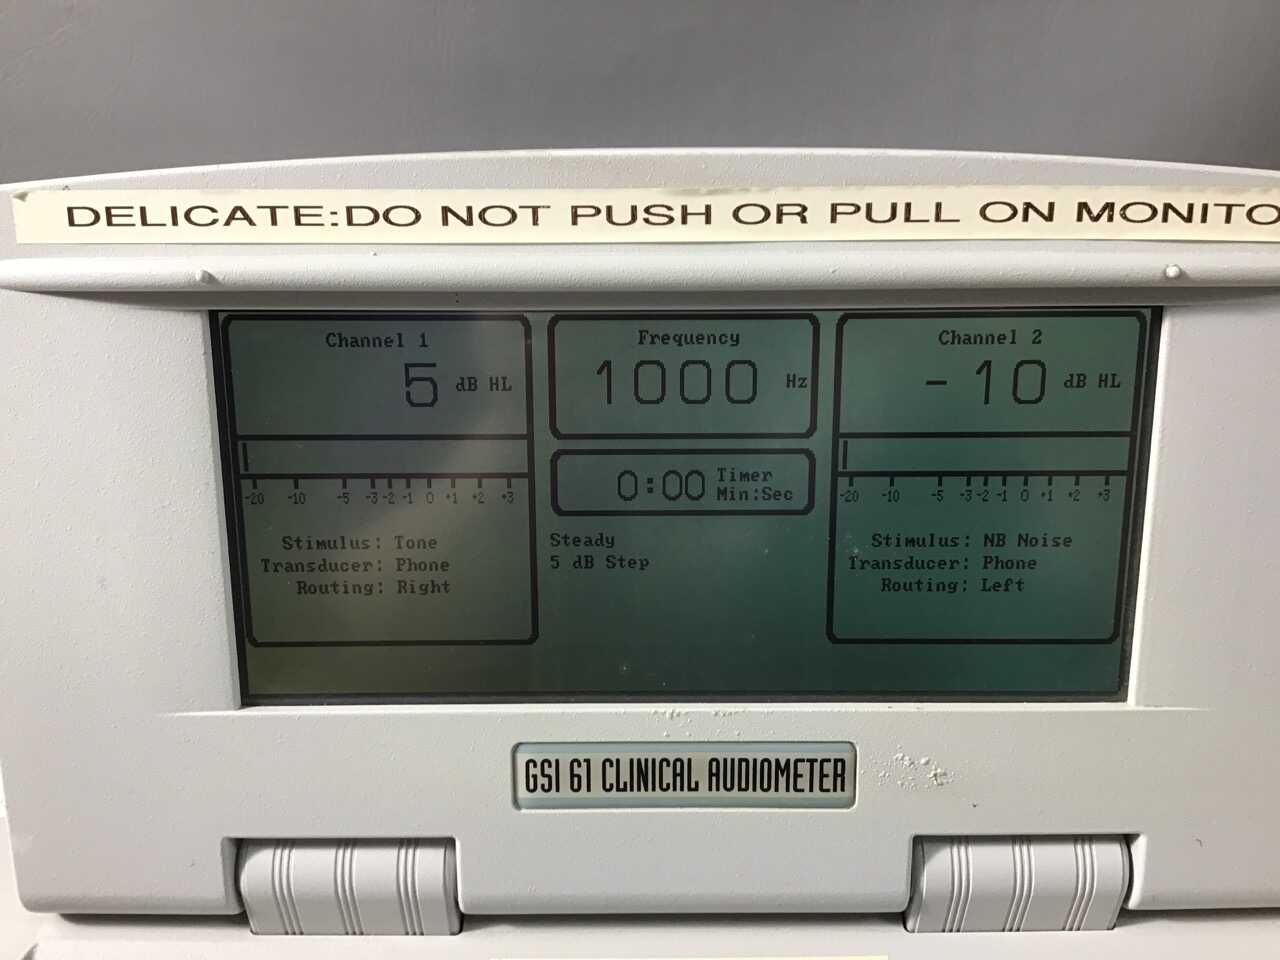 DELICATE:DO NOT PUSH OR PULL ON MONITO
Channel 1
5 dB HL
-20 -10 -5 -3 -2 -1 0 +1 +2 +3
Stimulus: Tone
Transducer: Phone
Routing: Right
Frequency
1000 Hz
0:00 Timer
Min:Sec
Steady
5 dB Step
Channel 2
-10 dB HL
-20 -10 -5 -3 -2 -1 0 +1 +2 +3
Stimulus: NB Noise
Transducer: Phone
Routing: Left
GSI 61 CLINICAL AUDIOMETER